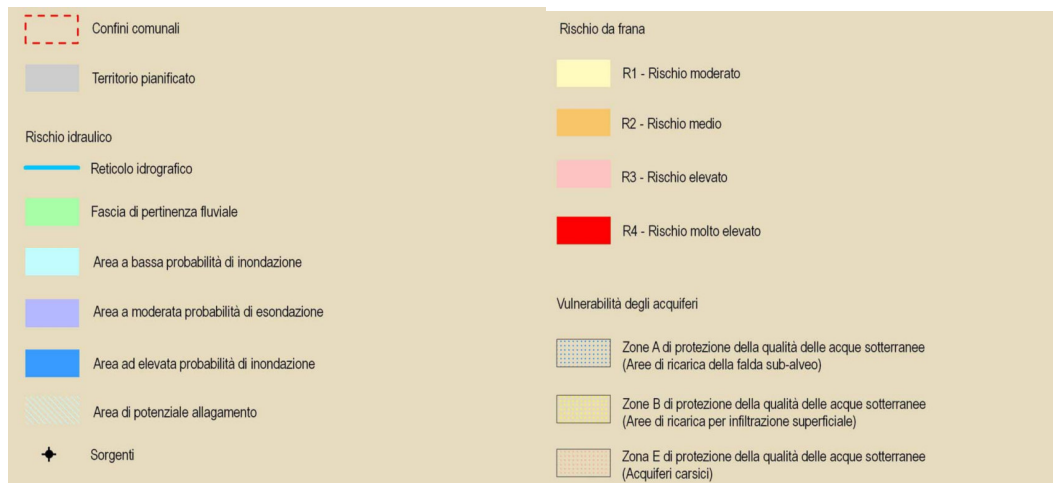 Confini comunali
Territorio pianificato
Rischio idraulico
Reticolo idrografico
Fascia di pertinenza fluviale
Area a bassa probabilità di inondazione
Area a moderata probabilità di esondazione
Area ad elevata probabilità di inondazione
Area di potenziale allagamento
Sorgenti
Rischio da frana
R1 - Rischio moderato
R2 - Rischio medio
R3 - Rischio elevato
R4 - Rischio molto elevato
Vulnerabilità degli acquiferi
Zone A di protezione della qualità delle acque sotterranee
(Aree di ricarica della falda sub-alveo)
Zone B di protezione della qualità delle acque sotterranee
(Aree di ricarica per infiltrazione superficiale)
Zona E di protezione della qualità delle acque sotterranee
(Acquiferi carsici)